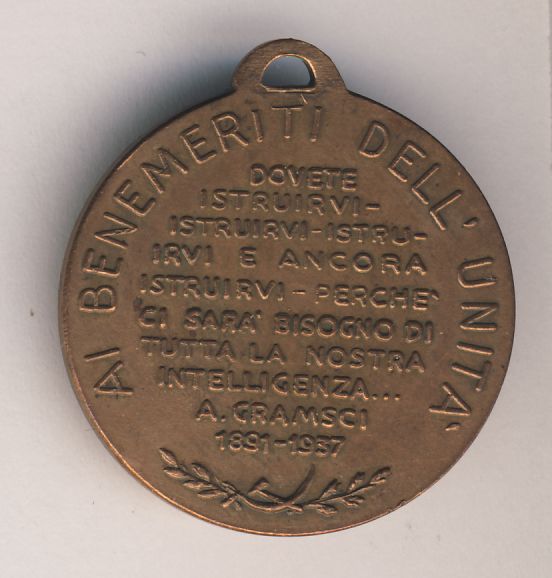 AI BENEMERITI DELL'UNITÀ
DOVETE
ISTRUIRVI-
ISTRUIRVI-ISTRU-
IRVI E ANCORA
ISTRUIRVI - PERCHE'
CI SARA' BISOGNO DI
TUTTA LA NOSTRA
INTELLIGENZA...
A. GRAMSCI
1891-1937